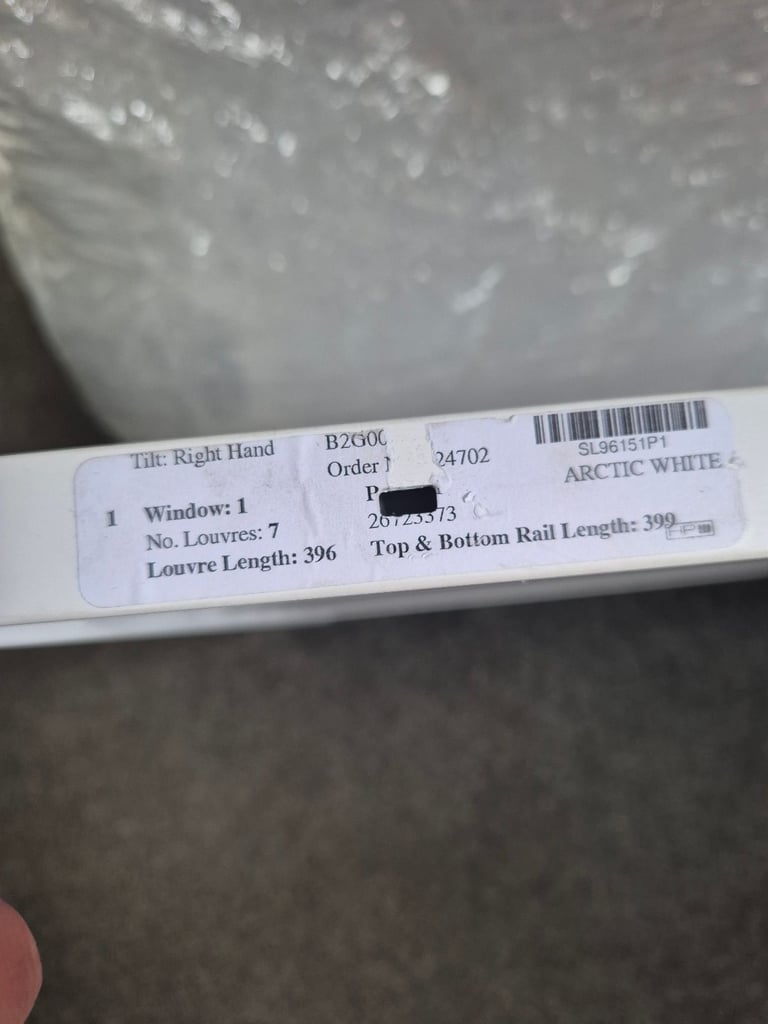 Tilt: Right Hand
B2G00
Order 24702
SL96151P1
ARCTIC WHITE
1 Window: 1
No. Louvres: 7
Louvre Length: 396
26723373
Top & Bottom Rail Length: 399